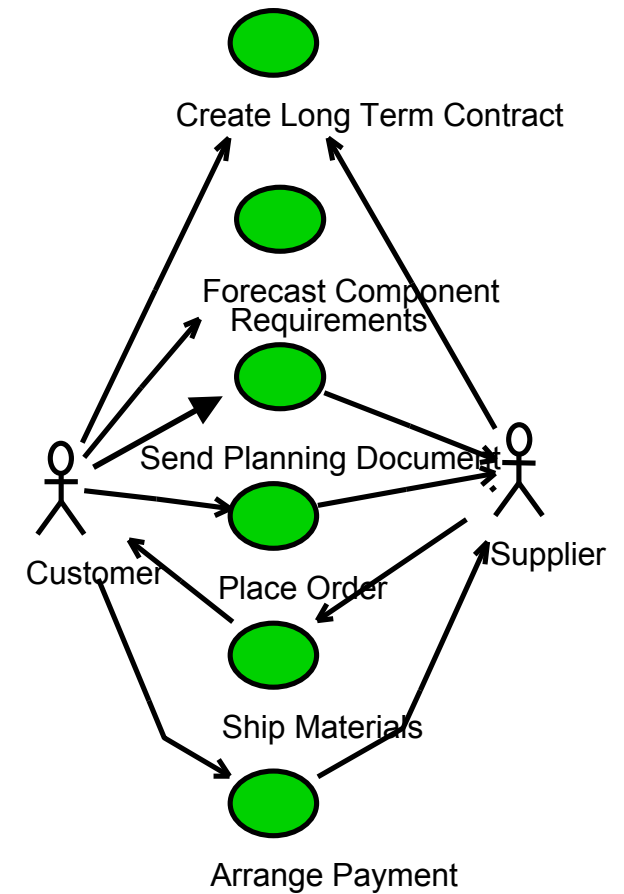 Create Long Term Contract
Forecast Component
Requirements
Send Planning Document
Customer
Supplier
Place Order
Ship Materials
Arrange Payment